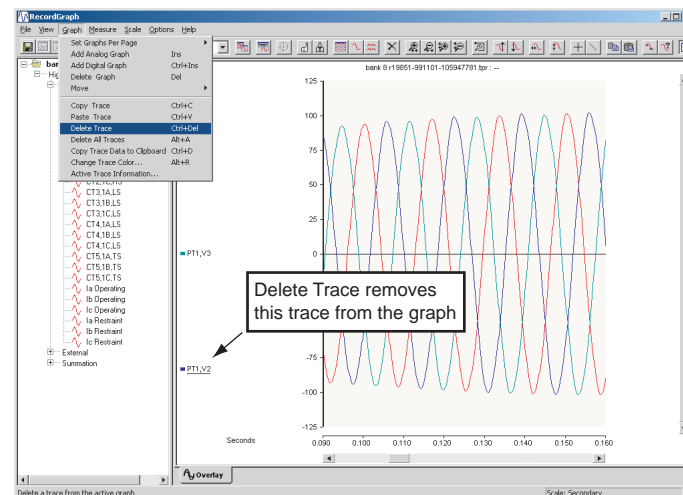 RecordGraph
File View Graph Measure Scale Options Help
Set Graphs Per Page
Add Analog Graph Ins
Add Digital Graph Ctrl+Ins
Delete Graph Del
Move
Copy Trace Ctrl+C
Paste Trace Ctrl+V
Delete Trace Ctrl+Del
Delete All Traces Alt+A
Copy Trace Data to Clipboard Ctrl+D
Change Trace Color... Alt+R
Active Trace Information...
CT3,1A,LS
CT3,1B,LS
CT3,1C,LS
CT4,1A,LS
CT4,1B,LS
CT4,1C,LS
CT5,1A,TS
CT5,1B,TS
CT5,1C,TS
Ia Operating
Ib Operating
Ic Operating
Ia Restraint
Ib Restraint
Ic Restraint
External
Summation
bank 8 r19851-991101-105947781.tpr : --
125
100
75
50
25
0
-75
-100
-125
PT1,V3
PT1,V2
Delete Trace removes
this trace from the graph
Seconds
0.090 0.100 0.110 0.120 0.130 0.140 0.150 0.160
Overlay
Delete a trace from the active graph.
Scale: Secondary